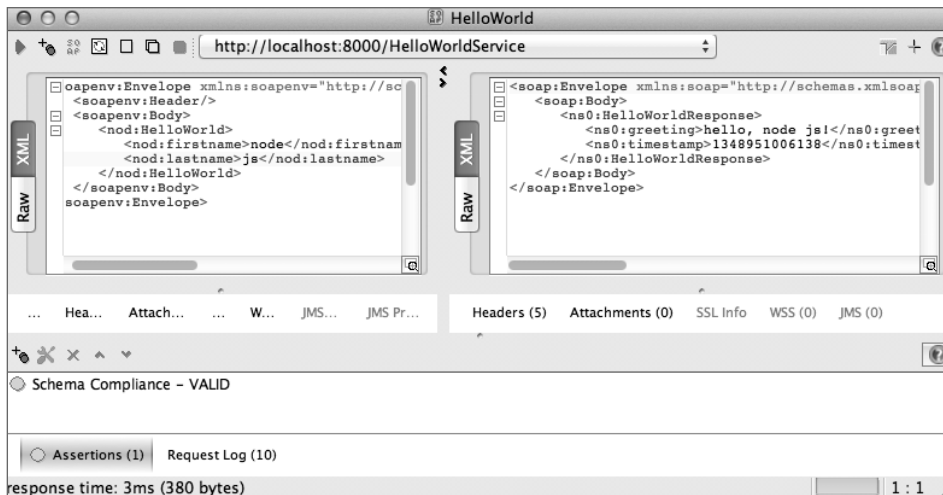 HelloWorld
http://localhost:8000/HelloWorldService
XML
Raw
oapenv:Envelope xmlns:soapenv="http://sc
<soapenv:Header/>
<soapenv:Body>
<nod:HelloWorld>
<nod:firstname>node</nod:firstnam
<nod:lastname>js</nod:lastname>
</nod:HelloWorld>
</soapenv:Body>
soapenv:Envelope>
XML
Raw
<soap:Envelope xmlns:soap="http://schemas.xmlsoap
<soap:Body>
<ns0:HelloWorldResponse>
<ns0:greeting>hello, node js!</ns0:greet
<ns0:timestamp>1348951006138</ns0:timest
</ns0:HelloWorldResponse>
</soap:Body>
</soap:Envelope>
... Hea... Attach... ... W... JMS... JMS Pr...
Headers (5) Attachments (0) SSL Info WSS (0) JMS (0)
Schema Compliance – VALID
Assertions (1) Request Log (10)
response time: 3ms (380 bytes)
1 : 1